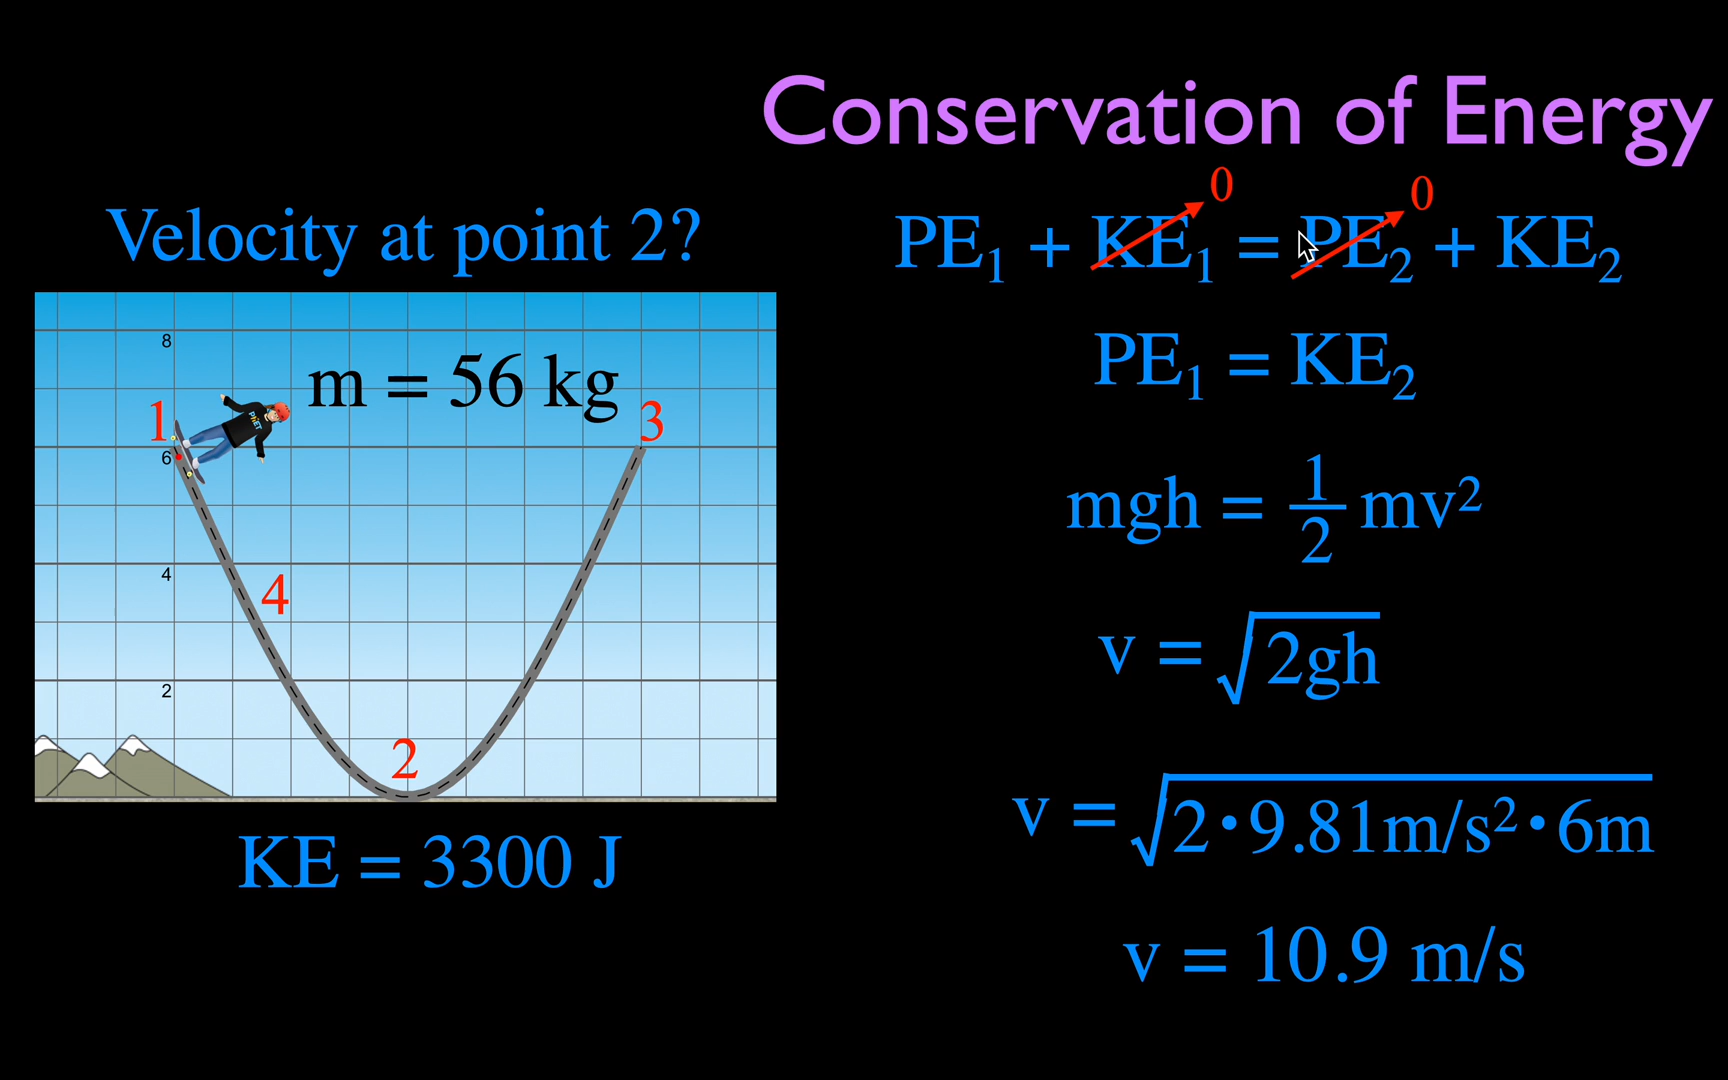 Conservation of Energy
Velocity at point 2?
8
m = 56 kg
1
PHET
3
6
4
4
2
2
KE = 3300 J
0 0
PE₁ + KE₁ = PE₂ + KE₂
PE₁ = KE₂
mgh = 1/2 mv²
v = √2gh
v = √2•9.81m/s²•6m
v = 10.9 m/s